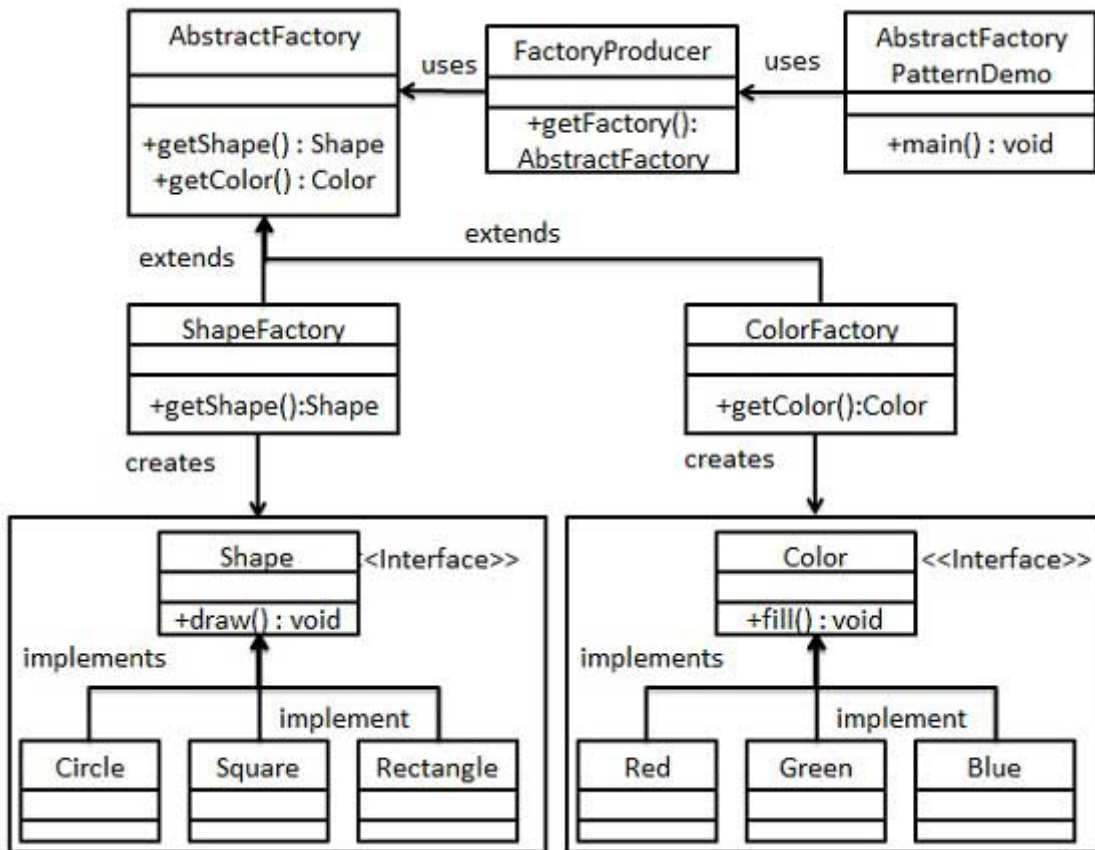 AbstractFactory
+getShape() : Shape
+getColor() : Color
uses
FactoryProducer
+getFactory():
AbstractFactory
uses
AbstractFactory
PatternDemo
+main() : void
extends
extends
ShapeFactory
+getShape():Shape
ColorFactory
+getColor():Color
creates
creates
Shape
<<Interface>>
+draw() : void
implements
implement
Circle
Square
Rectangle
Color
<<Interface>>
+fill() : void
implements
implement
Red
Green
Blue